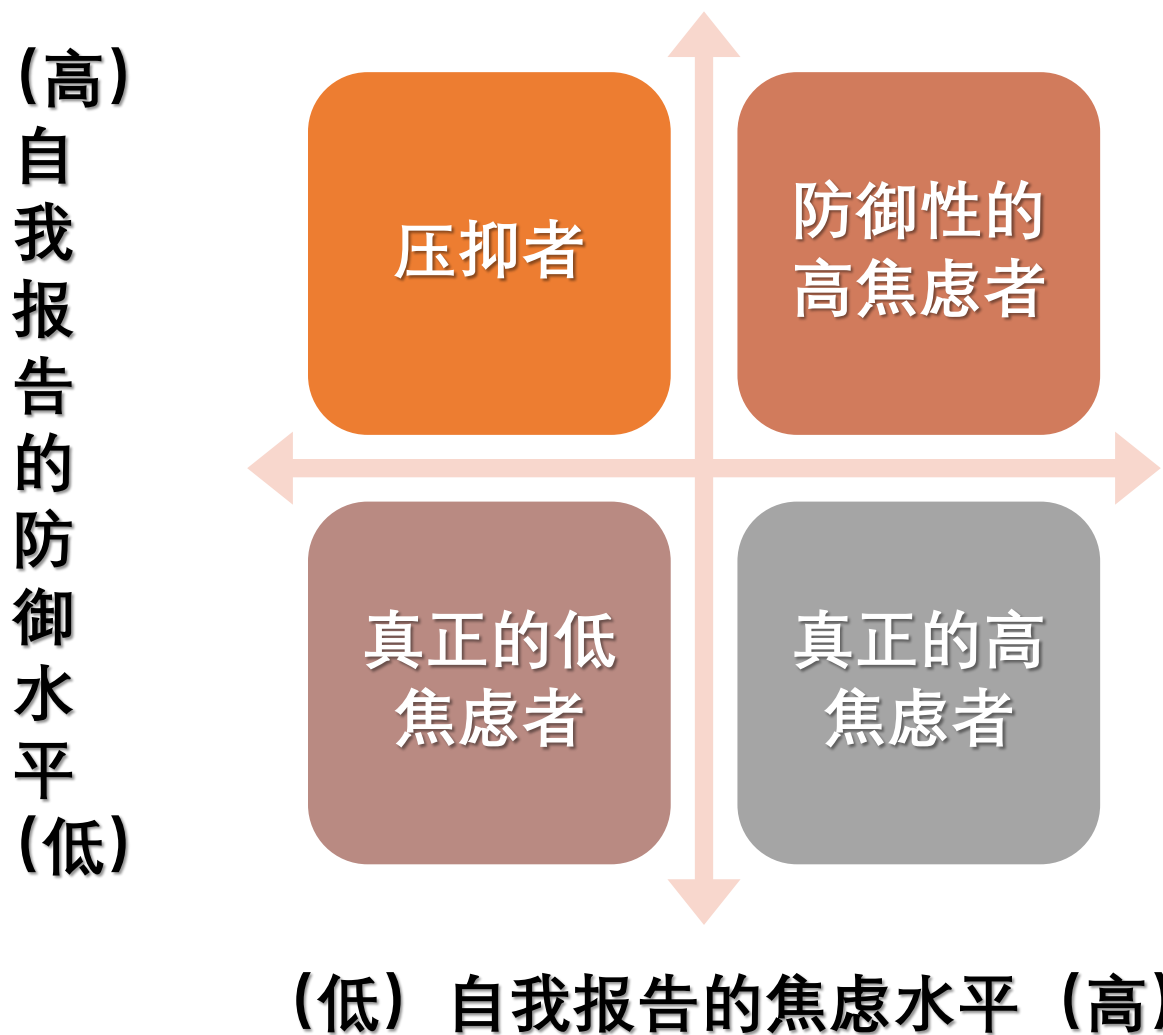 (高)
自
我
报
告
的
防
御
水
平
(低)
压抑者
防御性的
高焦虑者
真正的低
焦虑者
真正的高
焦虑者
(低) 自我报告的焦虑水平 (高)